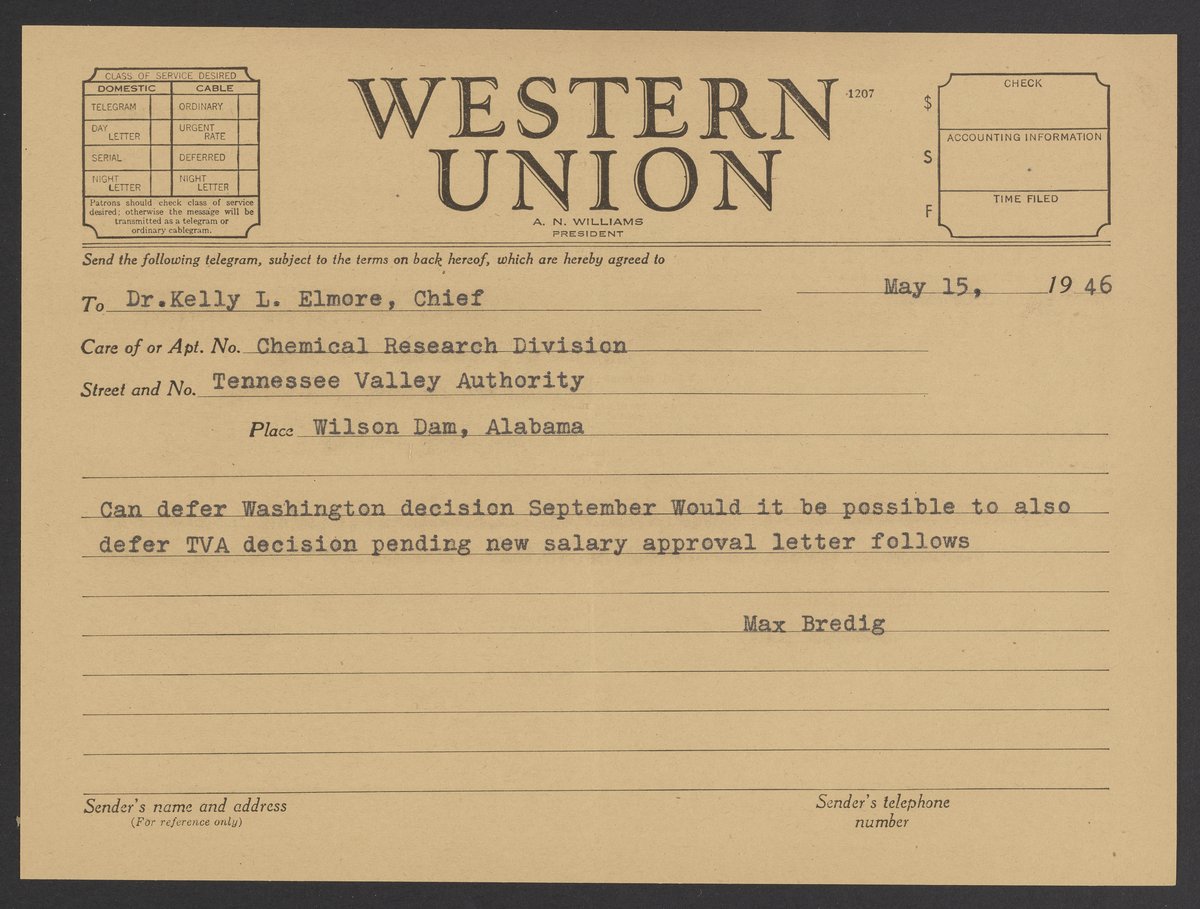 CLASS OF SERVICE DESIRED
DOMESTIC CABLE
TELEGRAM ORDINARY
DAY LETTER URGENT RATE
SERIAL DEFERRED
NIGHT LETTER NIGHT LETTER
Patrons should check class of service
desired; otherwise the message will be
transmitted as a telegram or
ordinary cablegram.
WESTERN
UNION
1207
A. N. WILLIAMS
PRESIDENT
$
S
F
CHECK
ACCOUNTING INFORMATION
TIME FILED
Send the following telegram, subject to the terms on back hereof, which are hereby agreed to
May 15, 19 46
To Dr.Kelly L. Elmore, Chief
Care of or Apt. No. Chemical Research Division
Street and No. Tennessee Valley Authority
Place Wilson Dam, Alabama
Can defer Washington decision September Would it be possible to also
defer TVA decision pending new salary approval letter follows
Max Bredig
Sender's name and address
(For reference only)
Sender's telephone
number